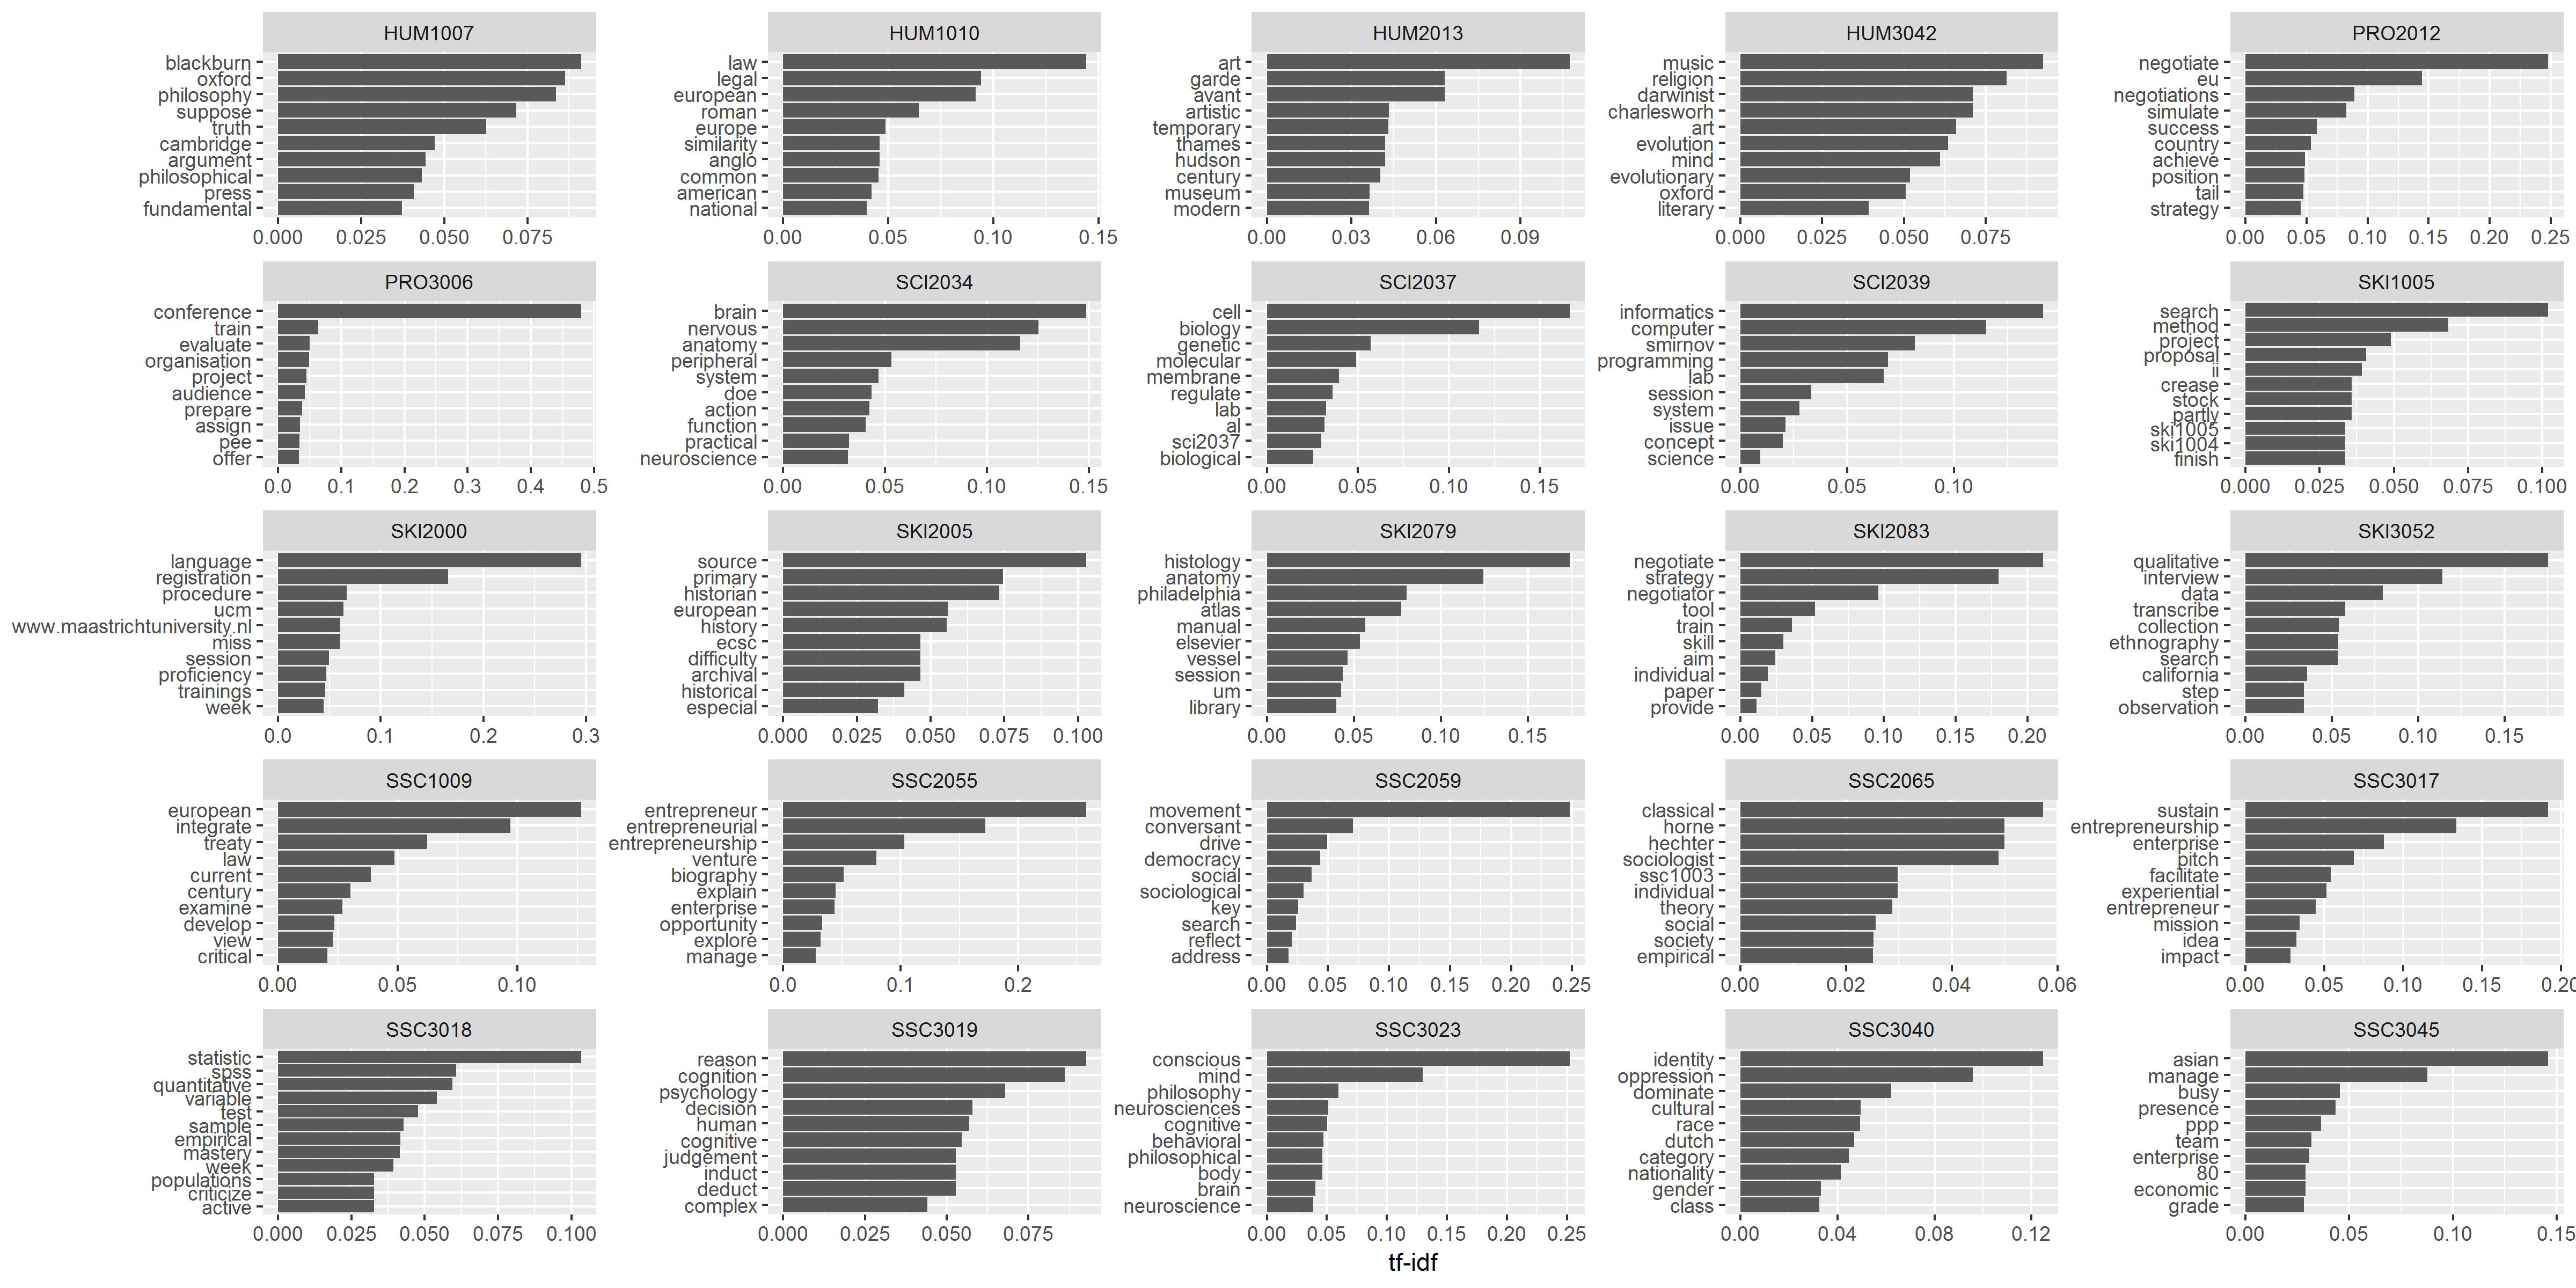 HUM1007
blackburn
oxford
philosophy
suppose
truth
cambridge
argument
philosophical
press
fundamental
0.000 0.025 0.050 0.075
HUM1010
law
legal
european
roman
europe
similarity
anglo
common
american
national
0.00 0.05 0.10 0.15
HUM2013
art
garde
avant
artistic
temporary
thames
hudson
century
museum
modern
0.00 0.03 0.06 0.09
HUM3042
music
religion
darwinist
charlesworh
art
evolution
mind
evolutionary
oxford
literary
0.000 0.025 0.050 0.075
PRO2012
negotiate
eu
negotiations
simulate
success
country
achieve
position
tail
strategy
0.00 0.05 0.10 0.15 0.20 0.25
PRO3006
conference
train
evaluate
organisation
project
audience
prepare
assign
pee
offer
0.0 0.1 0.2 0.3 0.4 0.5
SCI2034
brain
nervous
anatomy
peripheral
system
doe
action
function
practical
neuroscience
0.00 0.05 0.10 0.15
SCI2037
cell
biology
genetic
molecular
membrane
regulate
lab
al
sci2037
biological
0.00 0.05 0.10 0.15
SCI2039
informatics
computer
smirnov
programming
lab
session
system
issue
concept
science
0.00 0.05 0.10
SKI1005
search
method
project
proposal
ii
crease
stock
partly
ski1005
ski1004
finish
0.000 0.025 0.050 0.075 0.100
SKI2000
language
registration
procedure
ucm
www.maastrichtuniversity.nl
miss
session
proficiency
trainings
week
0.0 0.1 0.2 0.3
SKI2005
source
primary
historian
european
history
ecsc
difficulty
archival
historical
especial
0.000 0.025 0.050 0.075 0.100
SKI2079
histology
anatomy
philadelphia
atlas
manual
elsevier
vessel
session
um
library
0.00 0.05 0.10 0.15
SKI2083
negotiate
strategy
negotiator
tool
train
skill
aim
individual
paper
provide
0.00 0.05 0.10 0.15 0.20
SKI3052
qualitative
interview
data
transcribe
collection
ethnography
search
california
step
observation
0.00 0.05 0.10 0.15
SSC1009
european
integrate
treaty
law
current
century
examine
develop
view
critical
0.00 0.05 0.10
SSC2055
entrepreneur
entrepreneurial
entrepreneurship
venture
biography
explain
enterprise
opportunity
explore
manage
0.0 0.1 0.2
SSC2059
movement
conversant
drive
democracy
social
sociological
key
search
reflect
address
0.00 0.05 0.10 0.15 0.20 0.25
SSC2065
classical
horne
hechter
sociologist
ssc1003
individual
theory
social
society
empirical
0.00 0.02 0.04 0.06
SSC3017
sustain
entrepreneurship
enterprise
pitch
facilitate
experiential
entrepreneur
mission
idea
impact
0.00 0.05 0.10 0.15 0.20
SSC3018
statistic
spss
quantitative
variable
test
sample
empirical
mastery
week
populations
criticize
active
0.000 0.025 0.050 0.075 0.100
SSC3019
reason
cognition
psychology
decision
human
cognitive
judgement
induct
deduct
complex
0.000 0.025 0.050 0.075
SSC3023
conscious
mind
philosophy
neurosciences
cognitive
behavioral
philosophical
body
brain
neuroscience
0.00 0.05 0.10 0.15 0.20 0.25
SSC3040
identity
oppression
dominate
cultural
race
dutch
category
nationality
gender
class
0.00 0.04 0.08 0.12
SSC3045
asian
manage
busy
presence
ppp
team
enterprise
80
economic
grade
0.00 0.05 0.10 0.15
tf-idf